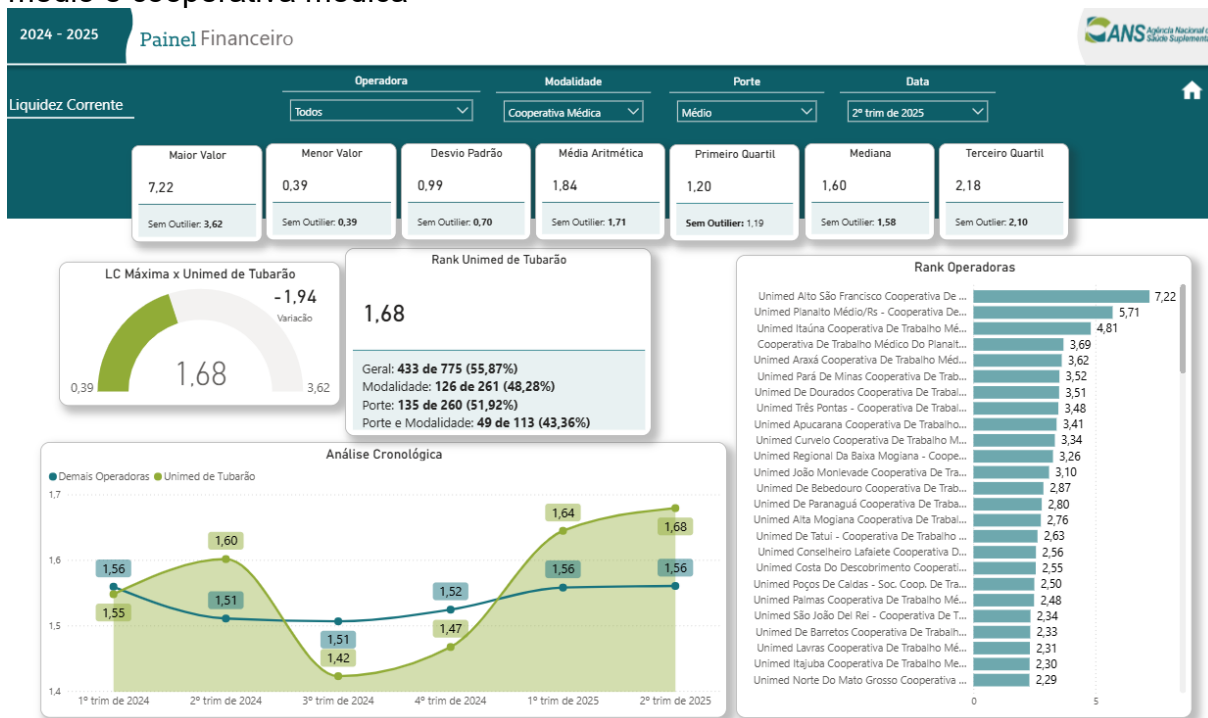 médio e cooperativa médica
2024 - 2025
Painel Financeiro
ANS Agência Nacional de
Saúde Suplementar
Liquidez Corrente
Operadora
Todos
Modalidade
Cooperativa Médica
Porte
Médio
Data
2º trim de 2025
Maior Valor
7,22
Sem Outilier: 3,62
Menor Valor
0,39
Sem Outilier: 0,39
Desvio Padrão
0,99
Sem Outilier: 0,70
Média Aritmética
1,84
Sem Outilier: 1,71
Primeiro Quartil
1,20
Sem Outilier: 1,19
Mediana
1,60
Sem Outilier: 1,58
Terceiro Quartil
2,18
Sem Outilier: 2,10
LC Máxima x Unimed de Tubarão
-1,94
Variação
1,68
0,39
3,62
Rank Unimed de Tubarão
1,68
Geral: 433 de 775 (55,87%)
Modalidade: 126 de 261 (48,28%)
Porte: 135 de 260 (51,92%)
Porte e Modalidade: 49 de 113 (43,36%)
Análise Cronológica
Demais Operadoras Unimed de Tubarão
1,7
1,6
1,5
1,4
1,56
1,51
1,51
1,52
1,56
1,56
1,55
1,60
1,42
1,47
1,64
1,68
1º trim de 2024
2º trim de 2024
3º trim de 2024
4º trim de 2024
1º trim de 2025
2º trim de 2025
Rank Operadoras
Unimed Alto São Francisco Cooperativa De ... 7,22
Unimed Planalto Médio/Rs - Cooperativa De... 5,71
Unimed Itaúna Cooperativa De Trabalho Mé... 4,81
Cooperativa De Trabalho Médico Do Planalt... 3,69
Unimed Araxá Cooperativa De Trabalho Méd... 3,62
Unimed Pará De Minas Cooperativa De Trab... 3,52
Unimed De Dourados Cooperativa De Trabal... 3,51
Unimed Três Pontas - Cooperativa De Trabal... 3,48
Unimed Apucarana Cooperativa De Trabalho... 3,41
Unimed Curvelo Cooperativa De Trabalho M... 3,34
Unimed Regional Da Baixa Mogiana - Coope... 3,26
Unimed João Monlevade Cooperativa De Tra... 3,10
Unimed De Bebedouro Cooperativa De Trab... 2,87
Unimed De Paranaguá Cooperativa De Traba... 2,80
Unimed Alta Mogiana Cooperativa De Trabal... 2,76
Unimed De Tatui - Cooperativa De Trabalho ... 2,63
Unimed Conselheiro Lafaiete Cooperativa D... 2,56
Unimed Costa Do Descobrimento Cooperati... 2,55
Unimed Poços De Caldas - Soc. Coop. De Tra... 2,50
Unimed Palmas Cooperativa De Trabalho Mé... 2,48
Unimed São João Del Rei - Cooperativa De T... 2,34
Unimed De Barretos Cooperativa De Trabalh... 2,33
Unimed Lavras Cooperativa De Trabalho Mé... 2,31
Unimed Itajuba Cooperativa De Trabalho Me... 2,30
Unimed Norte Do Mato Grosso Cooperativa ... 2,29
0
5